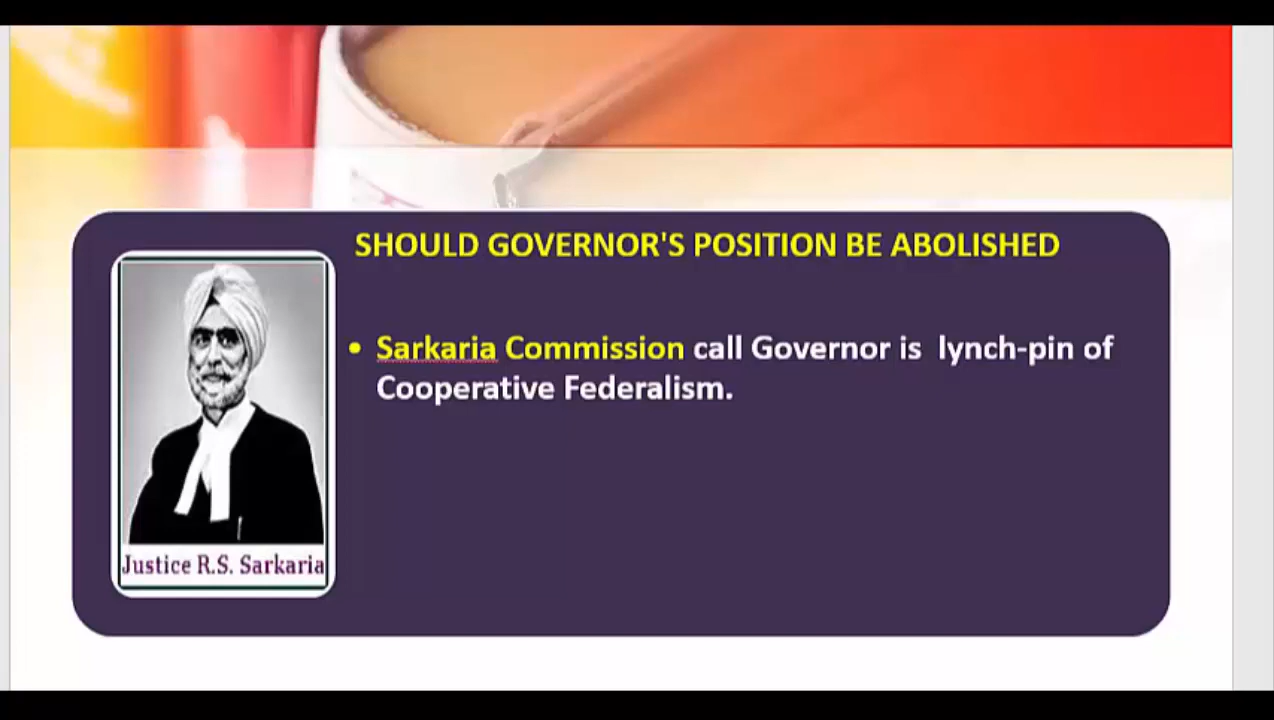 SHOULD GOVERNOR'S POSITION BE ABOLISHED
• Sarkaria Commission call Governor is lynch-pin of
Cooperative Federalism.
Justice R.S. Sarkaria